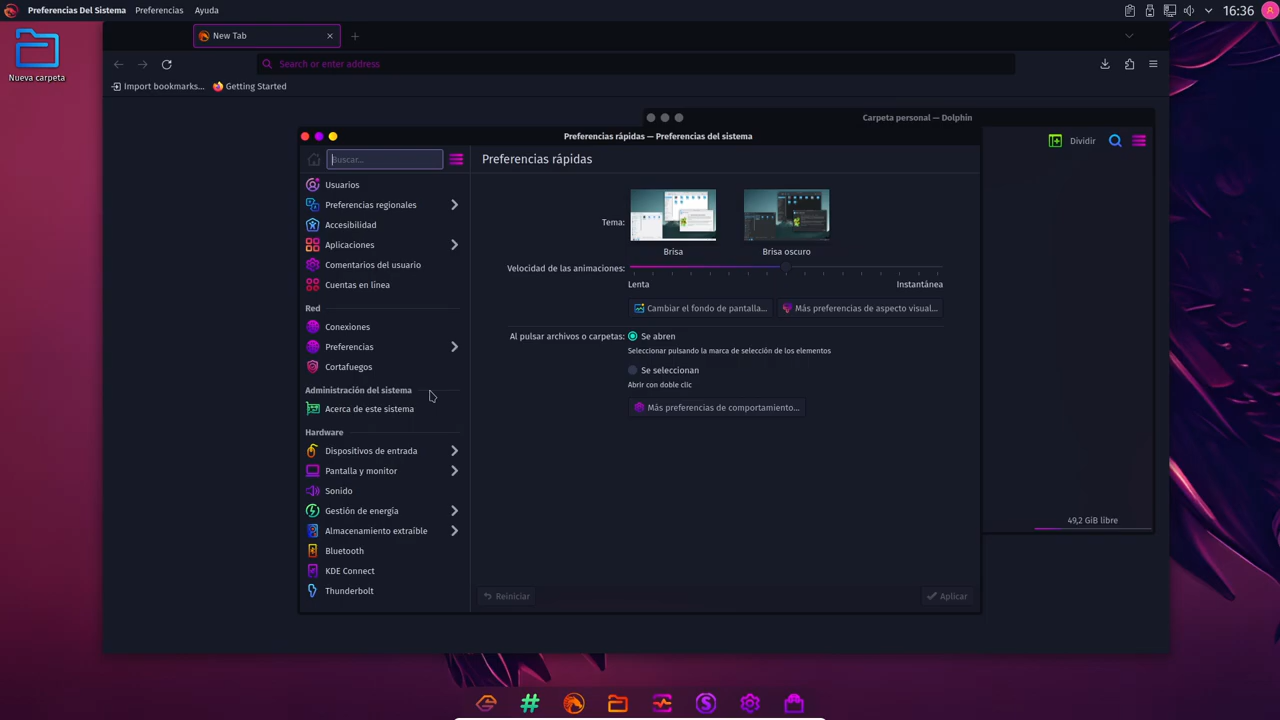 Preferencias Del Sistema Preferencias Ayuda 16:36
Nueva carpeta
New Tab
Search or enter address
Import bookmarks... Getting Started
Carpeta personal — Dolphin
Dividir
49,2 GiB libre
Preferencias rápidas — Preferencias del sistema
Buscar...
Usuarios
Preferencias regionales
Accesibilidad
Aplicaciones
Comentarios del usuario
Cuentas en línea
Red
Conexiones
Preferencias
Cortafuegos
Administración del sistema
Acerca de este sistema
Hardware
Dispositivos de entrada
Pantalla y monitor
Sonido
Gestión de energía
Almacenamiento extraíble
Bluetooth
KDE Connect
Thunderbolt
Preferencias rápidas
Tema:
Brisa Brisa oscuro
Velocidad de las animaciones:
Lenta Instantánea
Cambiar el fondo de pantalla... Más preferencias de aspecto visual...
Al pulsar archivos o carpetas: Se abren
Seleccionar pulsando la marca de selección de los elementos
Se seleccionan
Abrir con doble clic
Más preferencias de comportamiento...
Reiniciar Aplicar